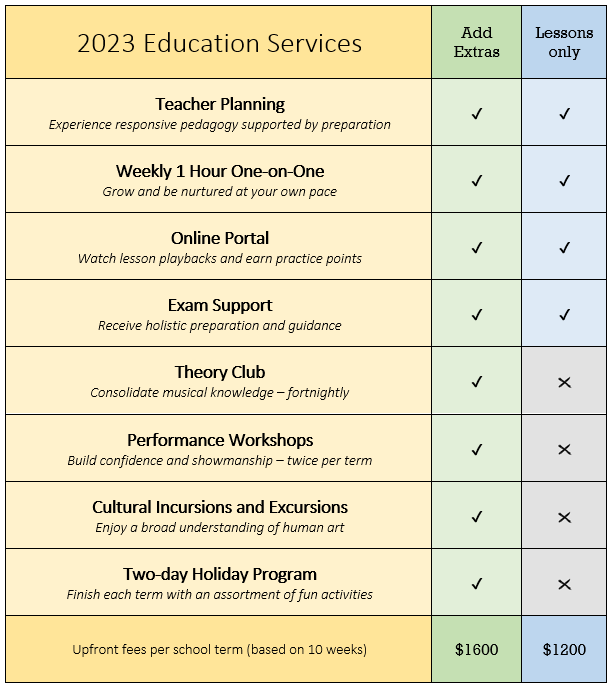 2023 Education Services
Add
Extras
Lessons
only
Teacher Planning
Experience responsive pedagogy supported by preparation
✓ ✓
Weekly 1 Hour One-on-One
Grow and be nurtured at your own pace
✓ ✓
Online Portal
Watch lesson playbacks and earn practice points
✓ ✓
Exam Support
Receive holistic preparation and guidance
✓ ✓
Theory Club
Consolidate musical knowledge – fortnightly
✓ ✕
Performance Workshops
Build confidence and showmanship – twice per term
✓ ✕
Cultural Incursions and Excursions
Enjoy a broad understanding of human art
✓ ✕
Two-day Holiday Program
Finish each term with an assortment of fun activities
✓ ✕
Upfront fees per school term (based on 10 weeks)
$1600
$1200